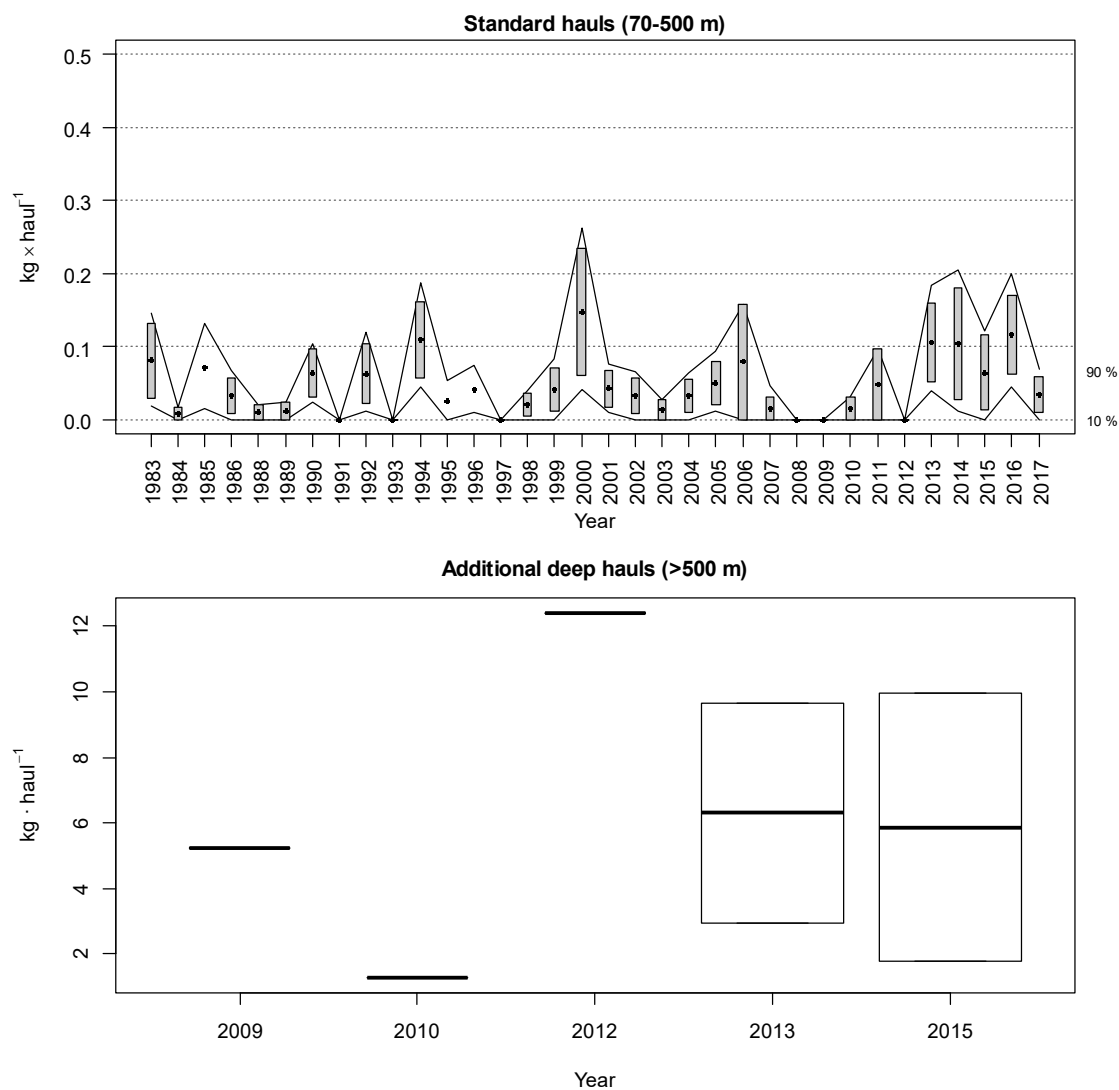 Standard hauls (70-500 m)
0.5
0.4
0.3
0.2
0.1
0.0
kg × haul⁻¹
90 %
10 %
1983 1984 1985 1986 1988 1989 1990 1991 1992 1993 1994 1995 1996 1997 1998 1999 2000 2001 2002 2003 2004 2005 2006 2007 2008 2009 2010 2011 2012 2013 2014 2015 2016 2017
Year
Additional deep hauls (>500 m)
12
10
8
6
4
2
kg · haul⁻¹
2009 2010 2012 2013 2015
Year